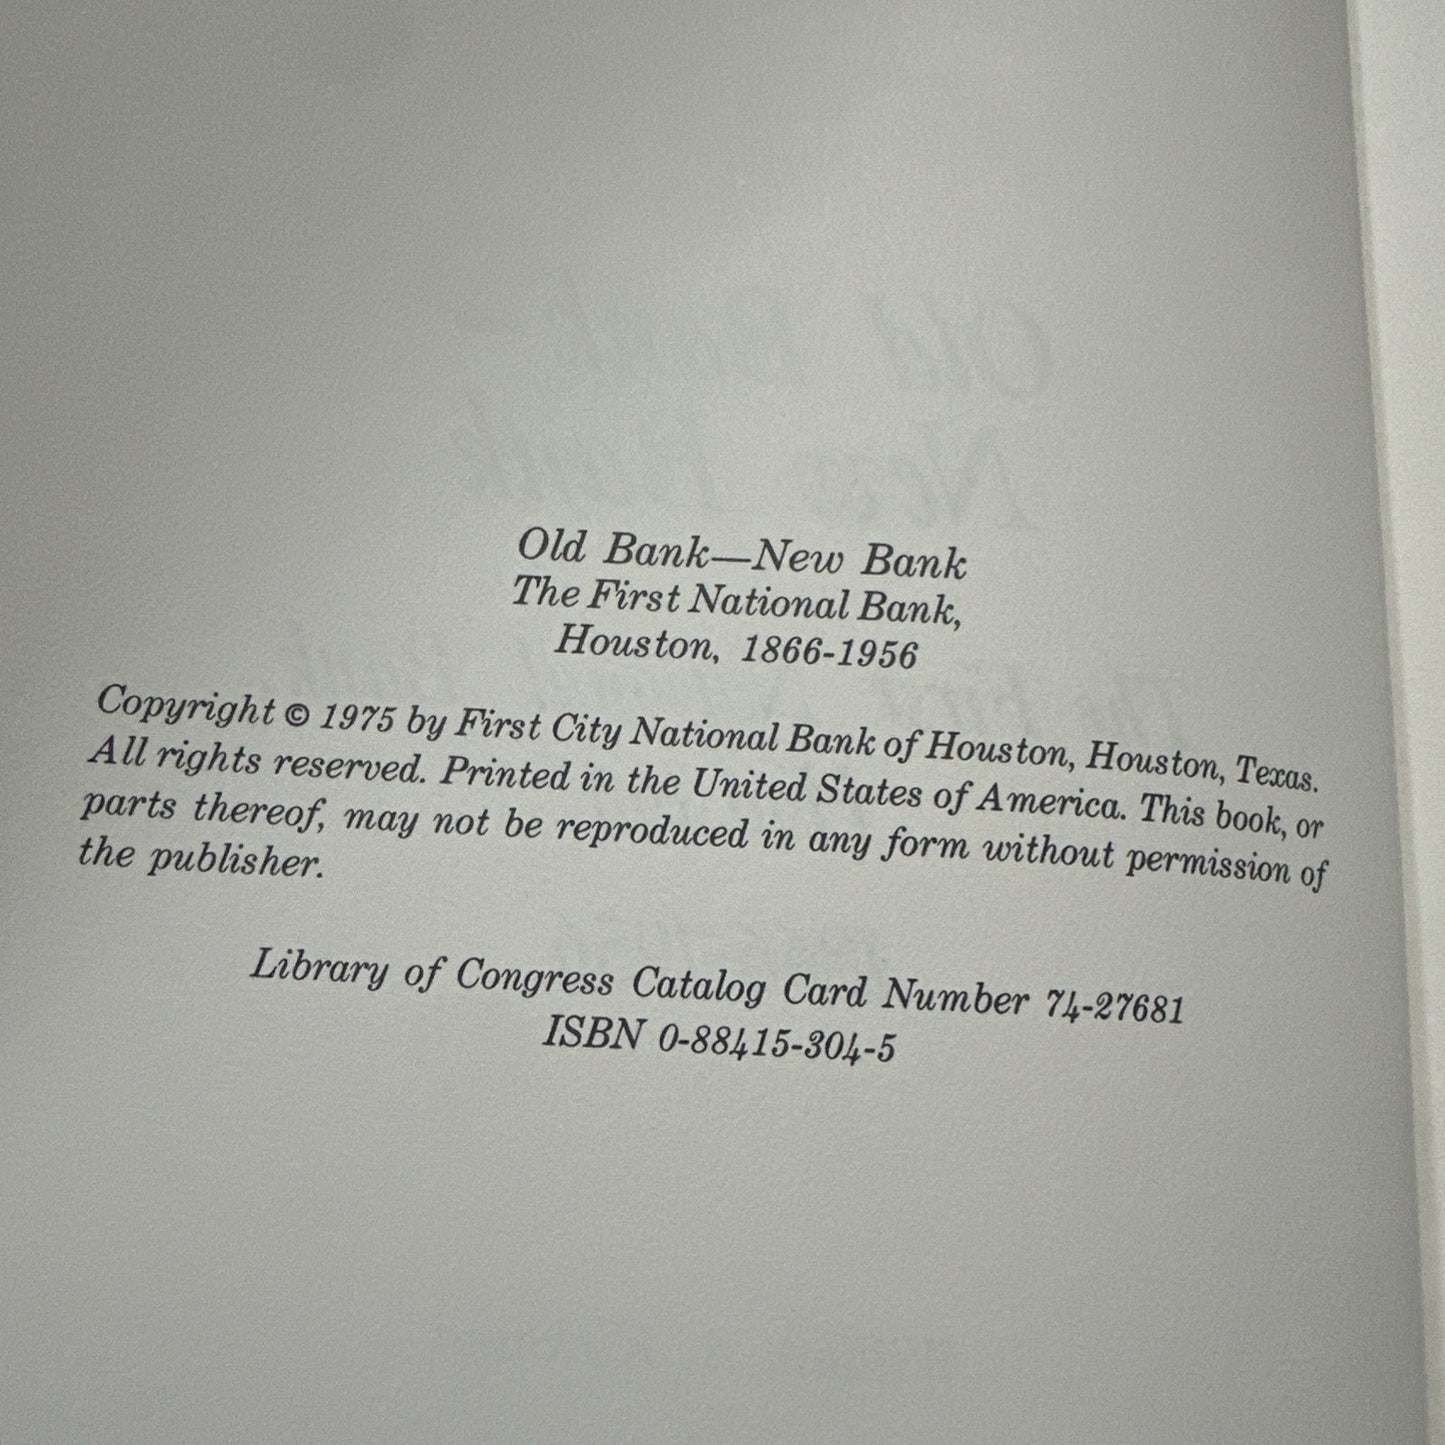 Old Bank—New Bank
The First National Bank,
Houston, 1866-1956
Copyright © 1975 by First City National Bank of Houston, Houston, Texas.
All rights reserved. Printed in the United States of America. This book, or
parts thereof, may not be reproduced in any form without permission of
the publisher.
Library of Congress Catalog Card Number 74-27681
ISBN 0-88415-304-5